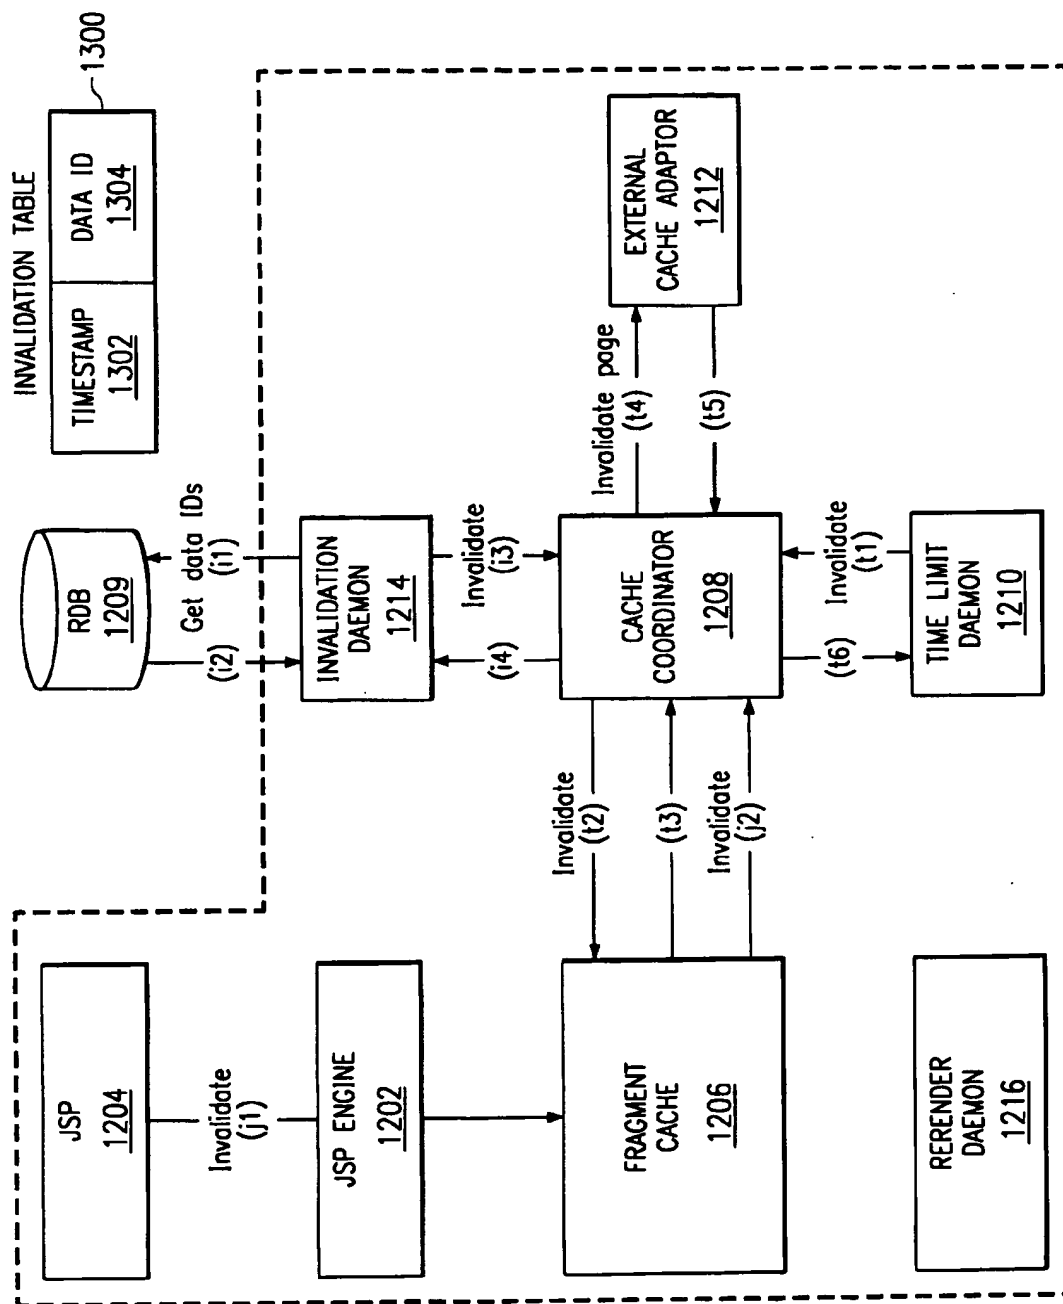 INVALIDATION TABLE
JSP
1204
RDB
1209
TIMESTAMP
1302
DATA ID
1304
1300
Invalidate
(j1)
(i2)
Get data IDs
(i1)
JSP ENGINE
1202
INVALIDATION
DAEMON
1214
(i4)
Invalidate
(i3)
Invalidate
(t2)
(t3)
Invalidate
(j2)
FRAGMENT
CACHE
1206
CACHE
COORDINATOR
1208
Invalidate page
(t4)
(t5)
EXTERNAL
CACHE ADAPTOR
1212
(t6)
Invalidate
(t1)
RERENDER
DAEMON
1216
TIME LIMIT
DAEMON
1210